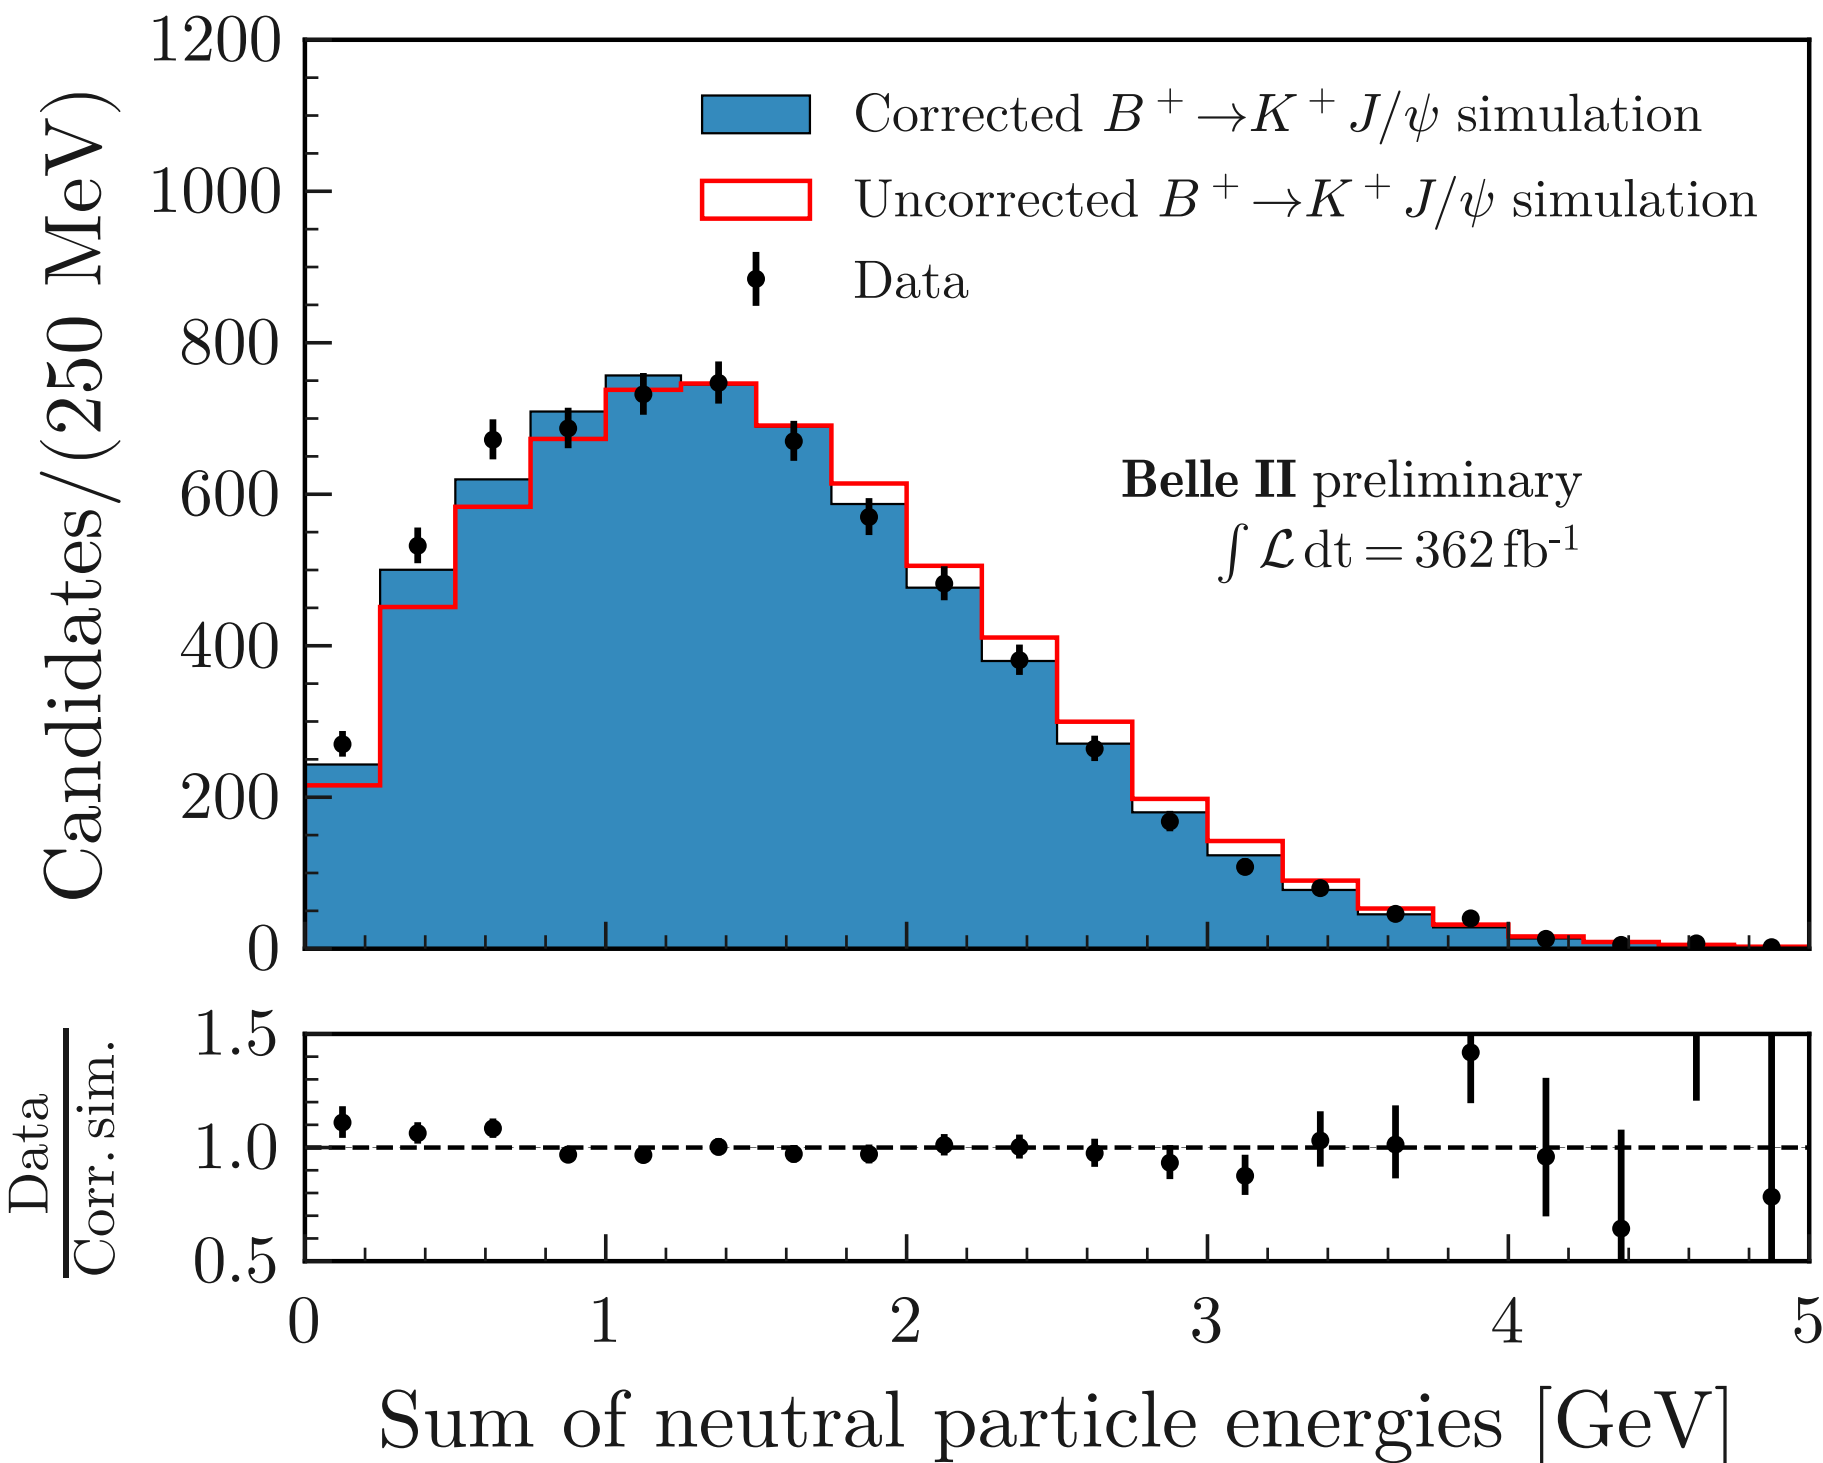 Candidates/(250 MeV)
1200
1000
800
600
400
200
0
Corrected B⁺→K⁺J/ψ simulation
Uncorrected B⁺→K⁺J/ψ simulation
Data
Belle II preliminary
∫ℒ dt = 362 fb⁻¹
Data
Corr. sim.
1.5
1.0
0.5
0 1 2 3 4 5
Sum of neutral particle energies [GeV]